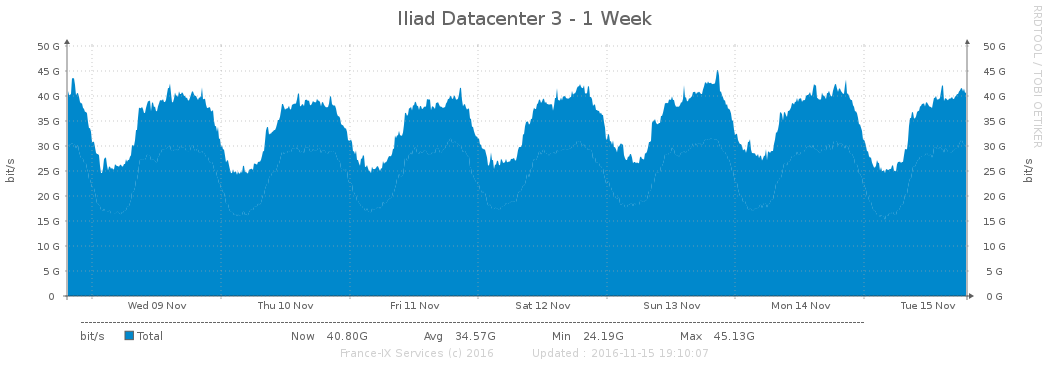 Iliad Datacenter 3 - 1 Week
RRDTOOL / TOBI OETIKER
50 G 50 G
45 G 45 G
40 G 40 G
35 G 35 G
30 G 30 G
25 G 25 G
20 G 20 G
15 G 15 G
10 G 10 G
5 G 5 G
0 0 G
bit/s bit/s
Wed 09 Nov Thu 10 Nov Fri 11 Nov Sat 12 Nov Sun 13 Nov Mon 14 Nov Tue 15 Nov
bit/s Total Now 40.80G Avg 34.57G Min 24.19G Max 45.13G
France-IX Services (c) 2016 Updated : 2016-11-15 19:10:07